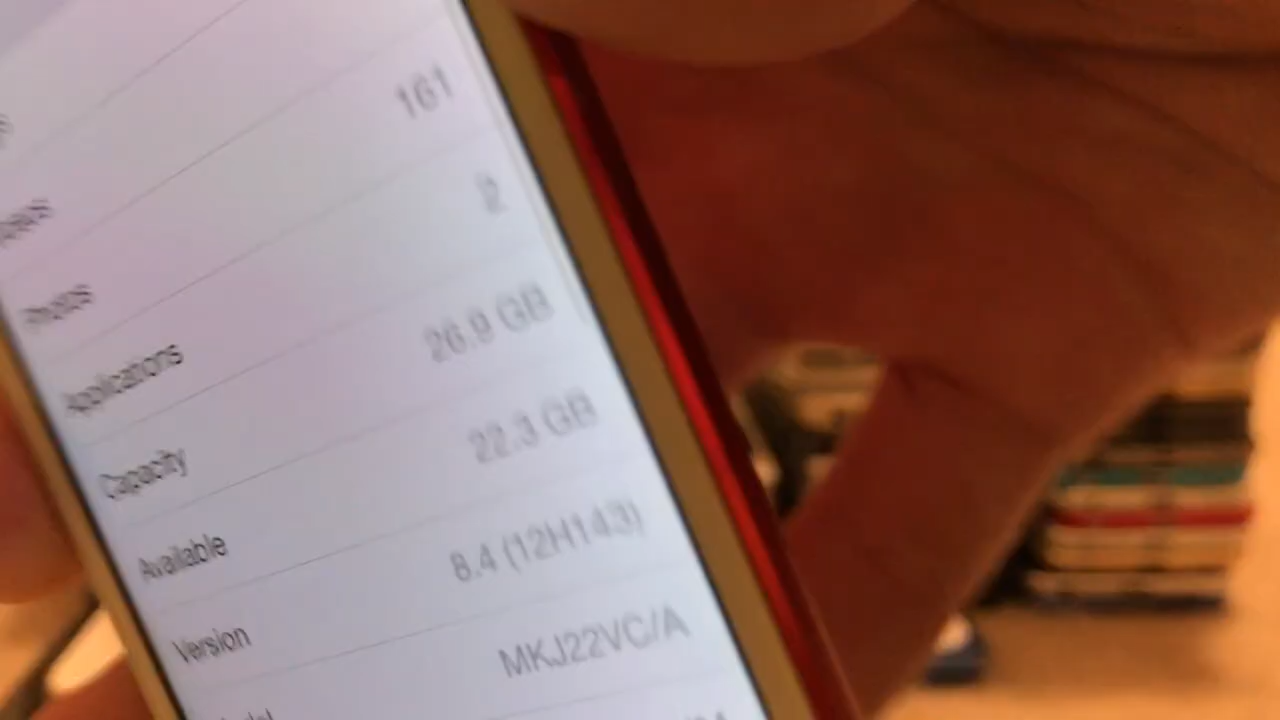 Photos 161
Applications 2
Capacity 26.9 GB
Available 22.3 GB
Version 8.4 (12H143)
MKJ22VC/A